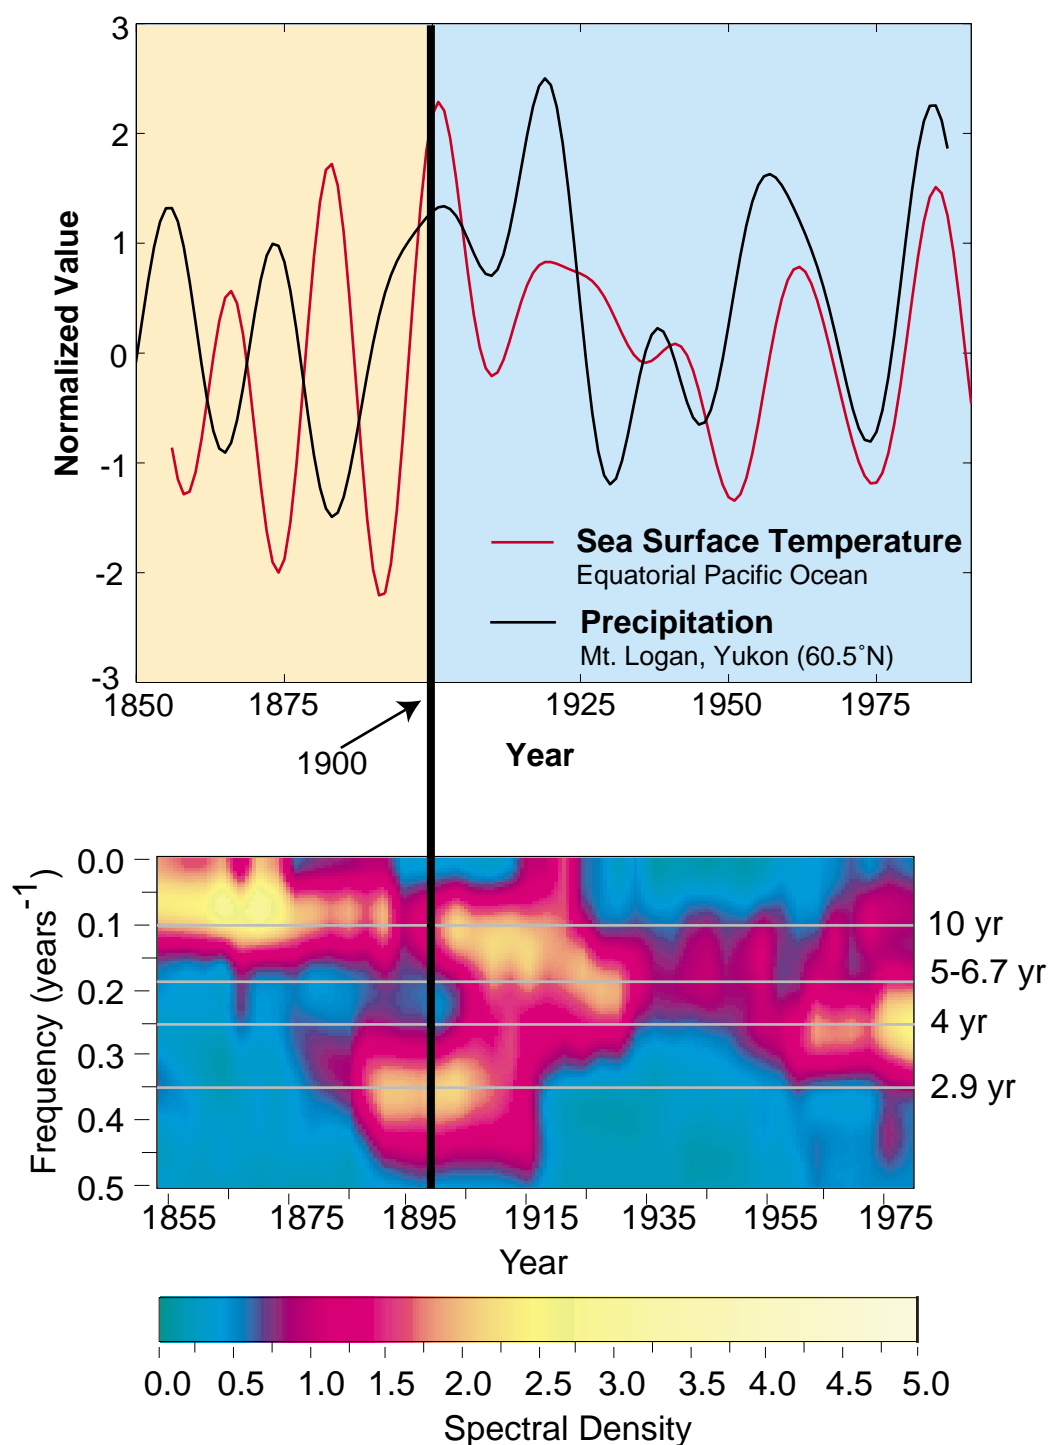 3
2
1
0
-1
-2
-3
Normalized Value
Sea Surface Temperature
Equatorial Pacific Ocean
Precipitation
Mt. Logan, Yukon (60.5˚N)
1850 1875 1925 1950 1975
1900
Year
0.0
0.1
0.2
0.3
0.4
0.5
Frequency (years-1)
10 yr
5-6.7 yr
4 yr
2.9 yr
1855 1875 1895 1915 1935 1955 1975
Year
0.0 0.5 1.0 1.5 2.0 2.5 3.0 3.5 4.0 4.5 5.0
Spectral Density